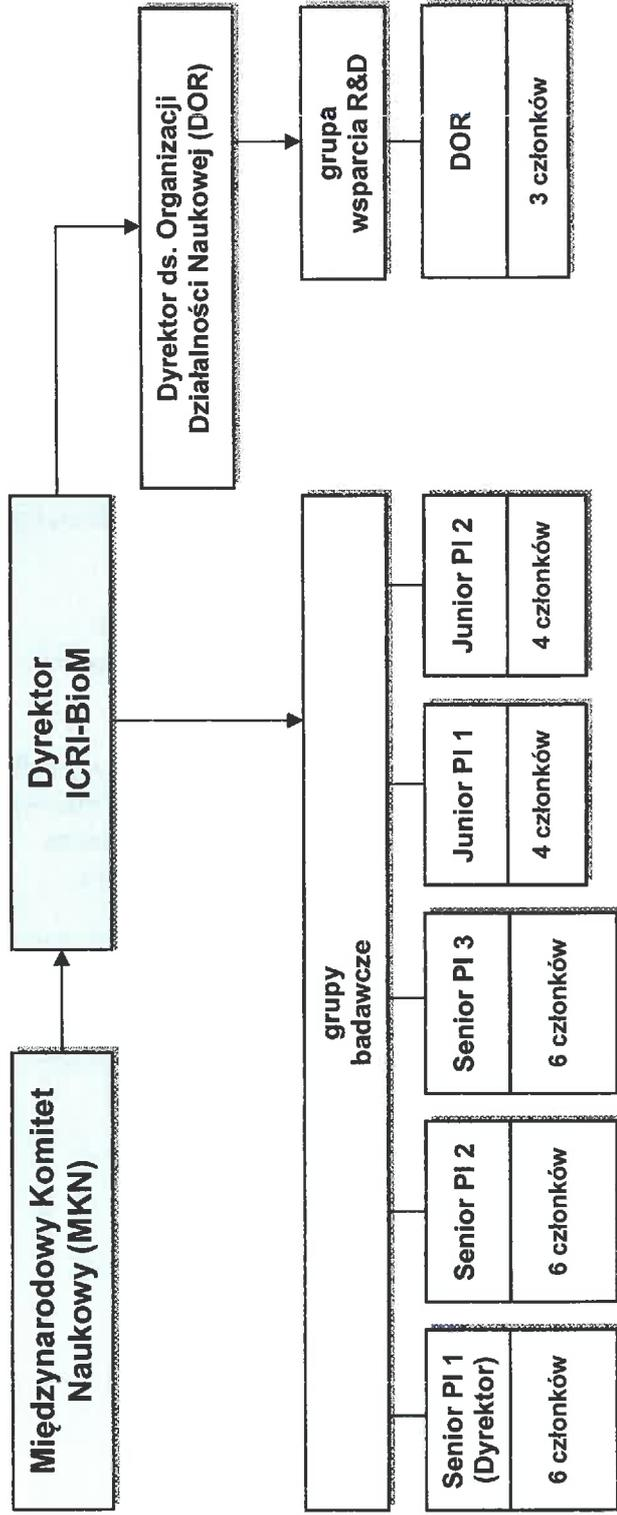 Międzynarodowy Komitet
Naukowy (MKN)
Dyrektor
ICRI-BioM
Dyrektor ds. Organizacji
Działalności Naukowej (DOR)
grupy
badawcze
grupa
wsparcia R&D
Senior PI 1
(Dyrektor)
6 członków
Senior PI 2
6 członków
Senior PI 3
6 członków
Junior PI 1
4 członków
Junior PI 2
4 członków
DOR
3 członków